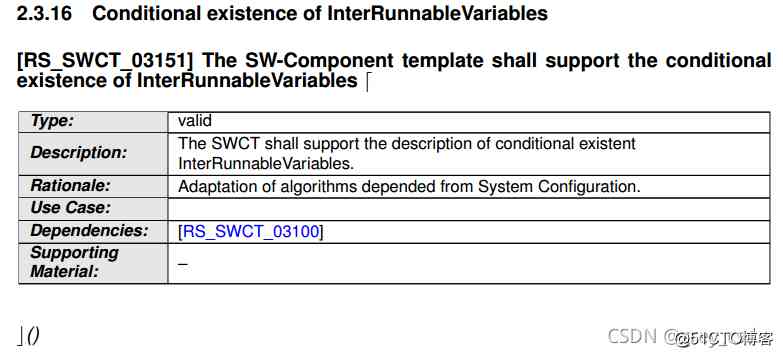 2.3.16 Conditional existence of InterRunnableVariables
[RS_SWCT_03151] The SW-Component template shall support the conditional
existence of InterRunnableVariables ⌈
Type: valid
Description: The SWCT shall support the description of conditional existent
InterRunnableVariables.
Rationale: Adaptation of algorithms depended from System Configuration.
Use Case:
Dependencies: [RS_SWCT_03100]
Supporting
Material: –
⌋()
CSDN
@51CTO博客